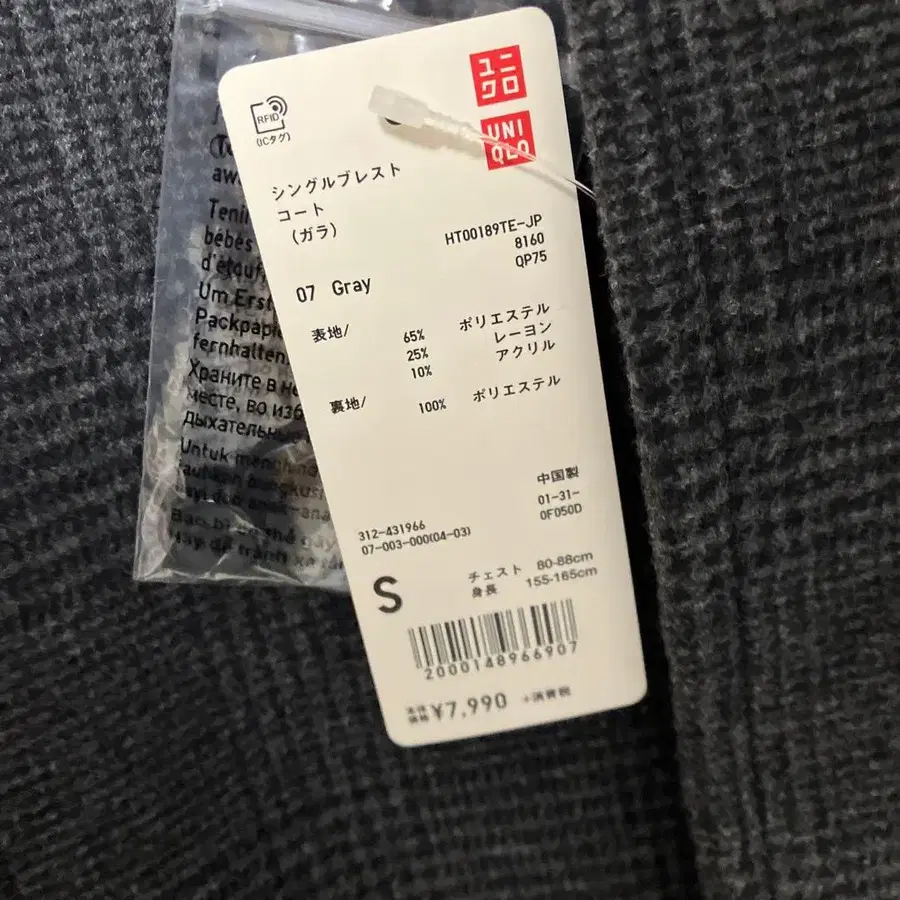 ユニ
クロ
UNI
QLO
RFID
(ICタグ)
シングルブレスト
コート
(ガラ)
HT00189TE-JP
8160
QP75
07 Gray
表地/ 65% ポリエステル
25% レーヨン
10% アクリル
裏地/ 100% ポリエステル
中国製
01-31-
0F050D
312-431966
07-003-000(04-03)
S
チェスト 80-88cm
身長 155-165cm
2000148966907
本体
価格 ¥7,990 +消費税
Tenir
bébés
d'étouf
Um Erst
Packpapie
fernhalten.
Храните в не
месте, во изб
дыхательны
Untuk menghind